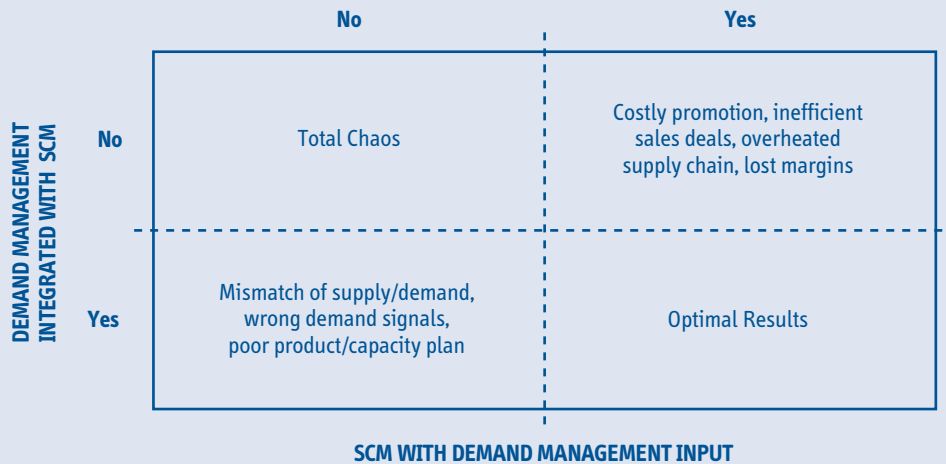 No
Yes
DEMAND MANAGEMENT
INTEGRATED WITH SCM
No
Total Chaos
Costly promotion, inefficient
sales deals, overheated
supply chain, lost margins
Yes
Mismatch of supply/demand,
wrong demand signals,
poor product/capacity plan
Optimal Results
SCM WITH DEMAND MANAGEMENT INPUT